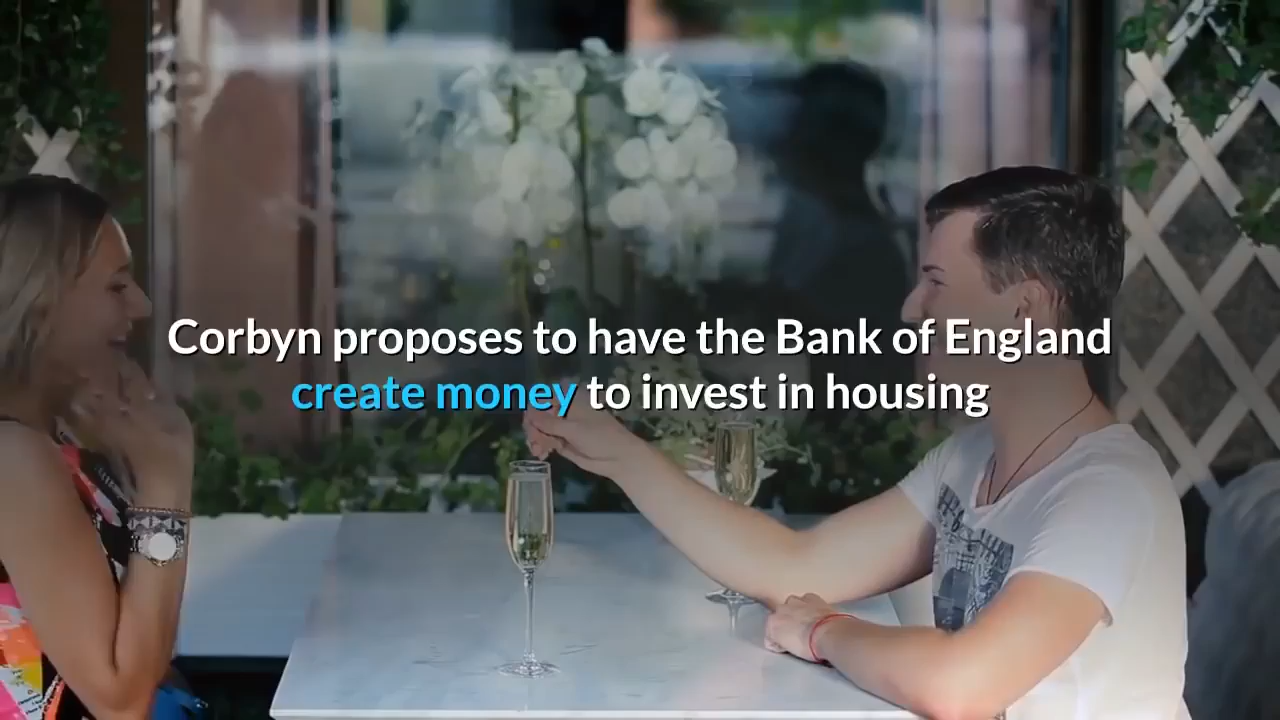 Corbyn proposes to have the Bank of England
create money to invest in housing